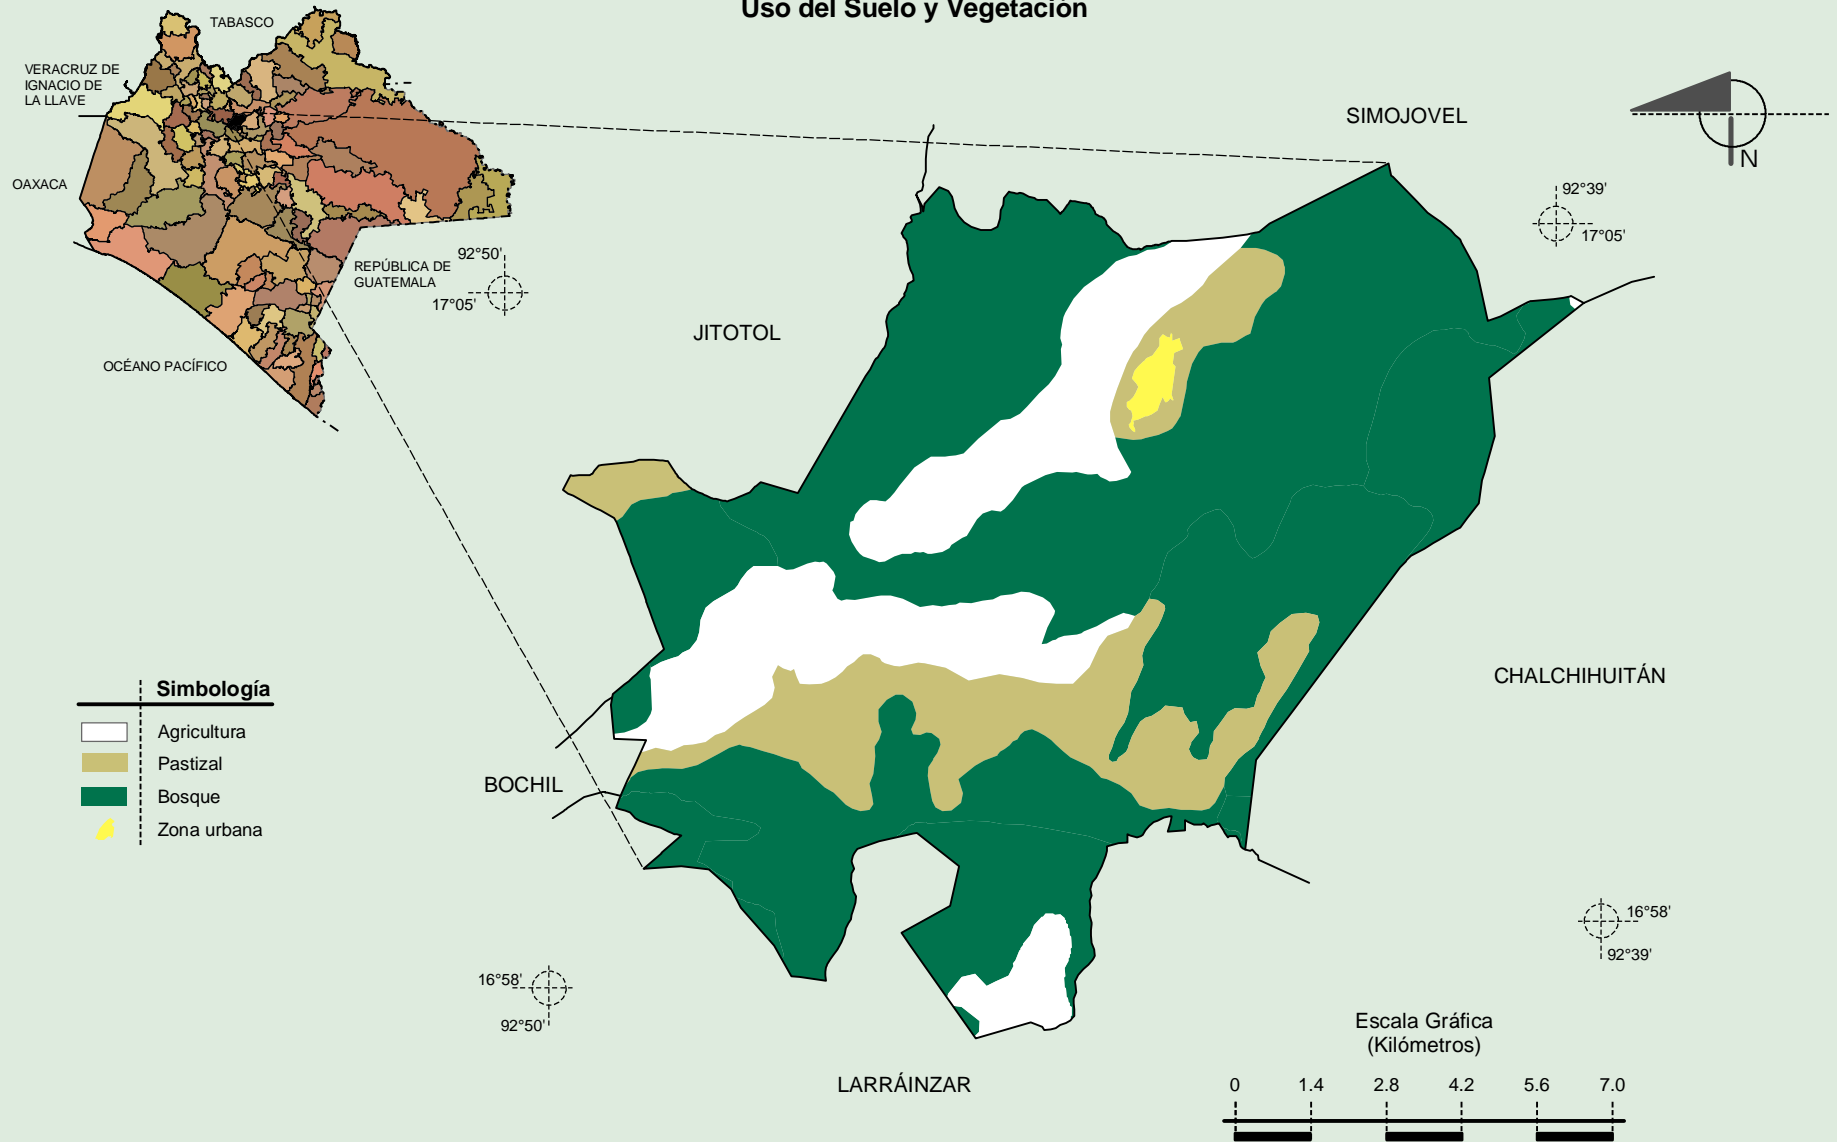 Uso del Suelo y Vegetación
TABASCO
VERACRUZ DE
IGNACIO DE
LA LLAVE
OAXACA
REPÚBLICA DE
GUATEMALA
OCÉANO PACÍFICO
92°50'
17°05'
SIMOJOVEL
N
92°39'
17°05'
JITOTOL
CHALCHIHUITÁN
BOCHIL
LARRÁINZAR
Simbología
Agricultura
Pastizal
Bosque
Zona urbana
16°58'
92°50'
16°58'
92°39'
Escala Gráfica
(Kilómetros)
0 1.4 2.8 4.2 5.6 7.0